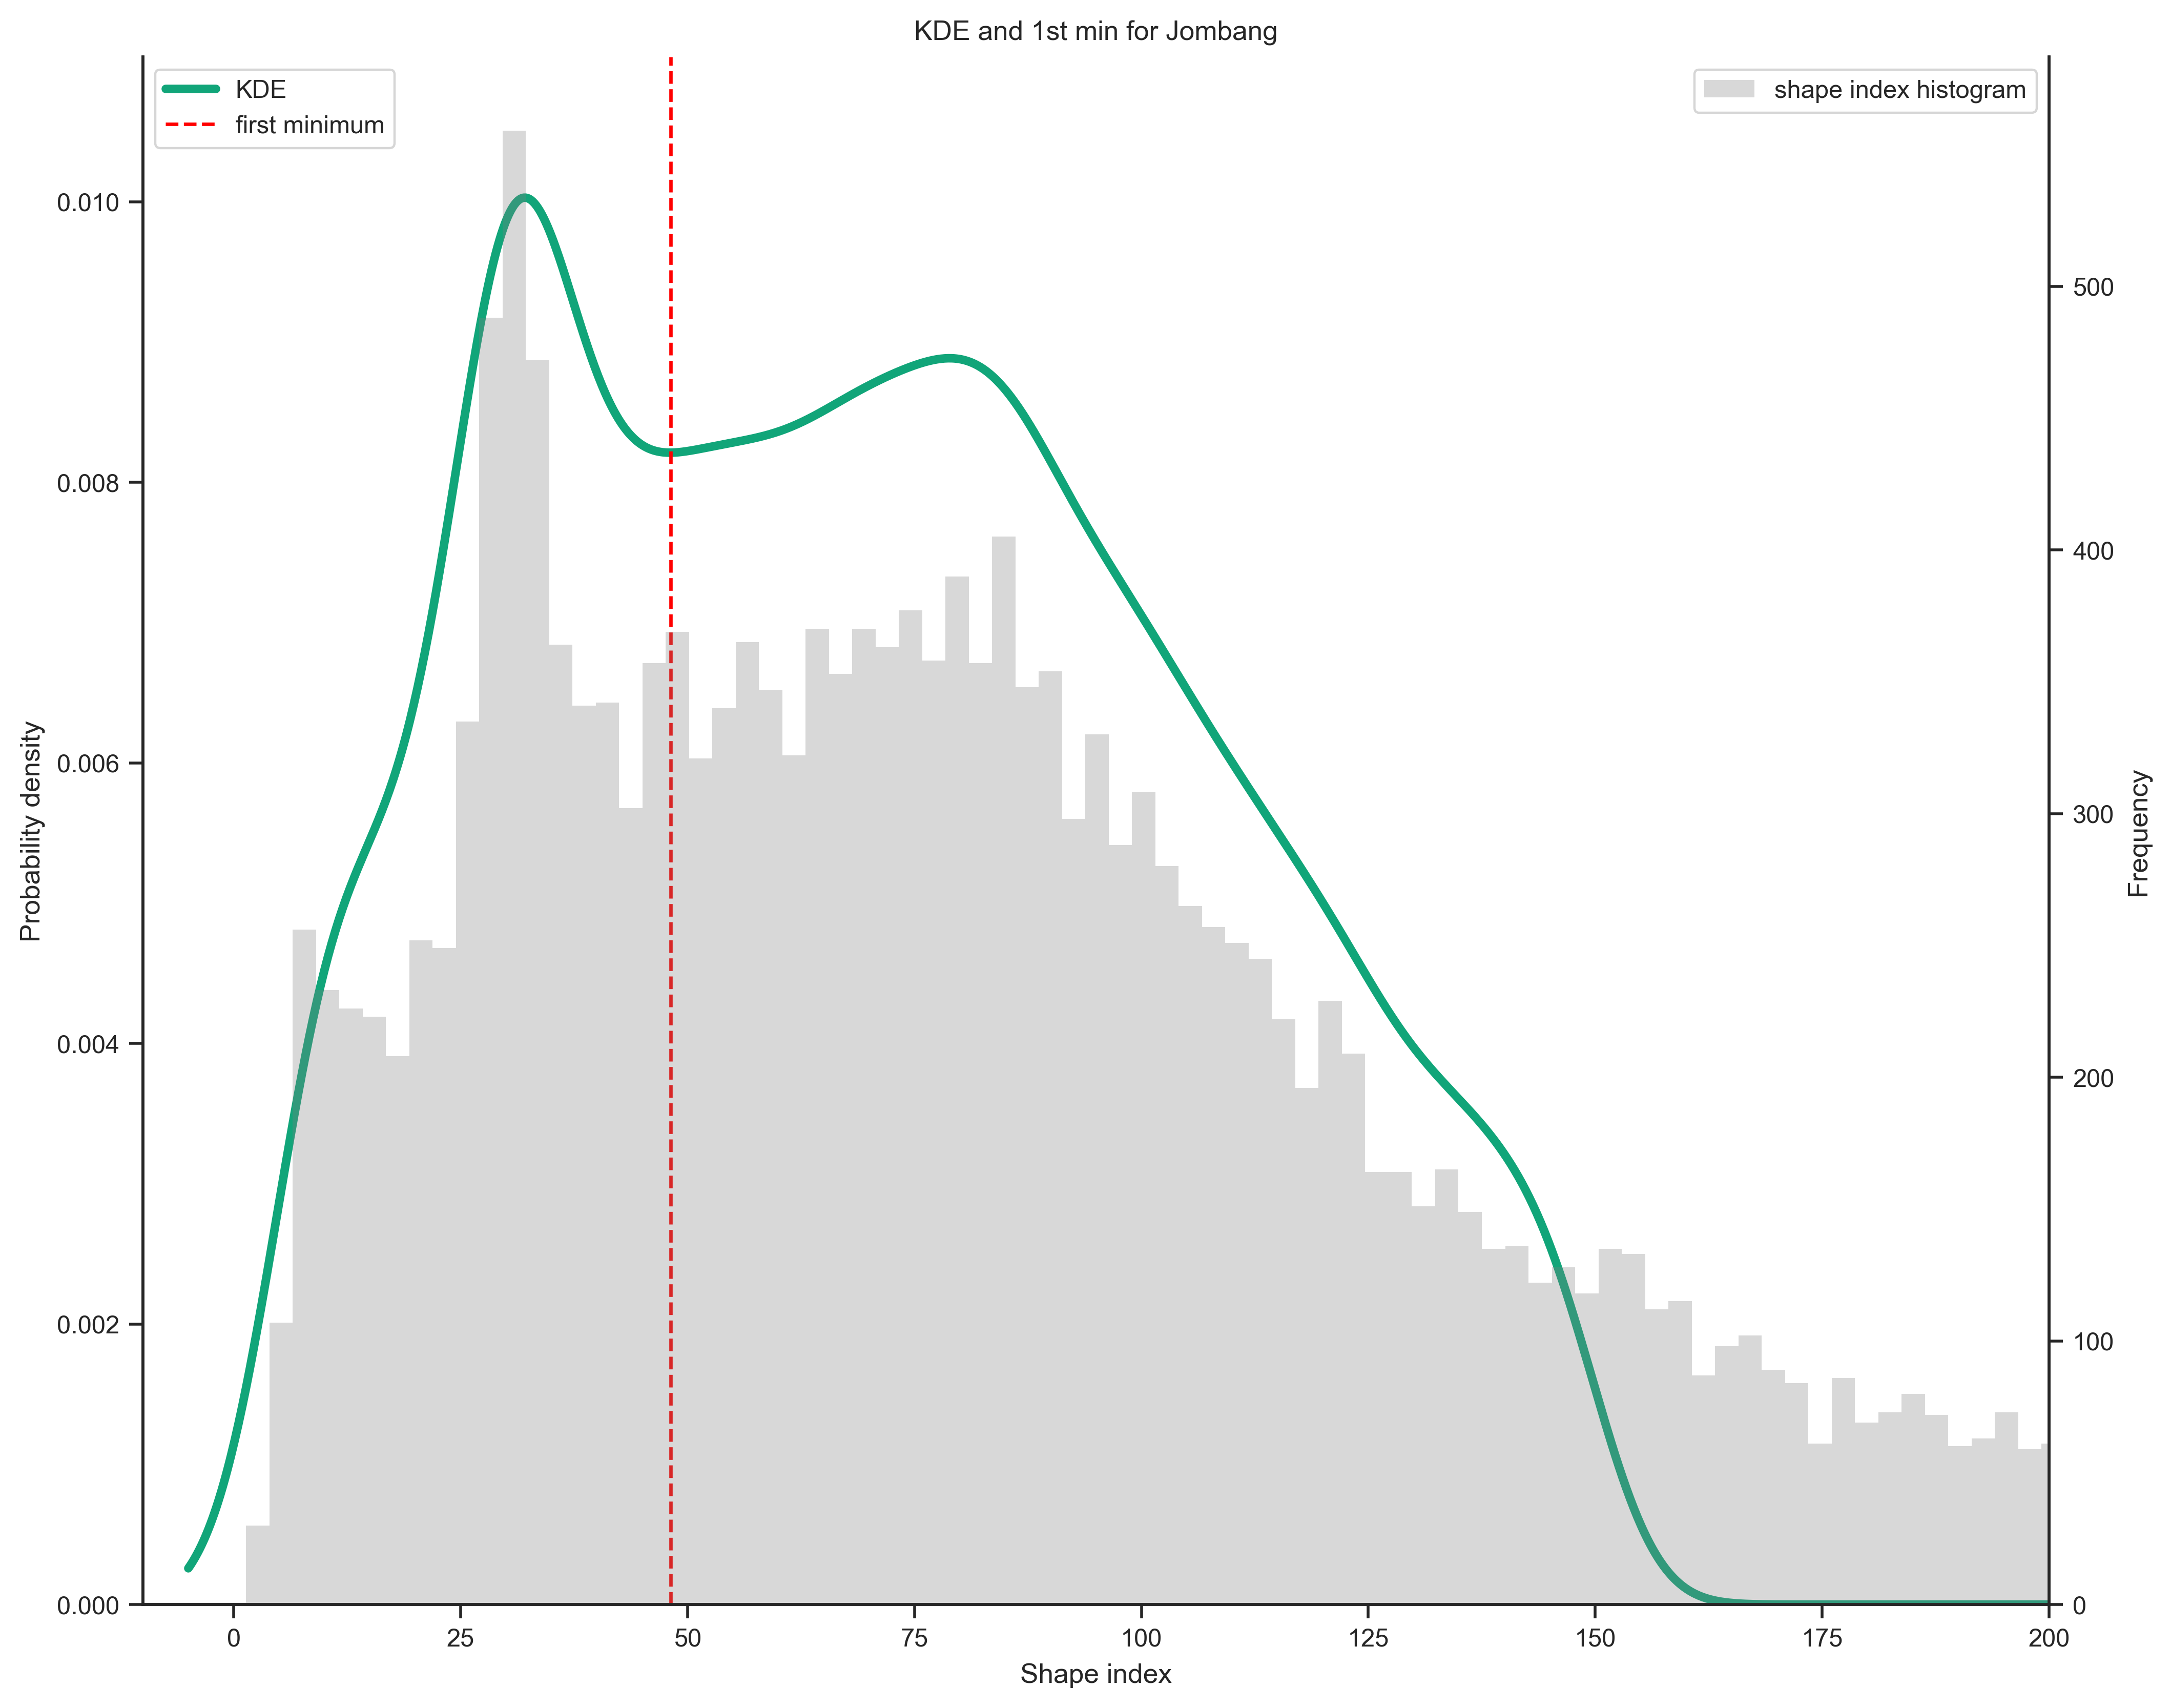 KDE and 1st min for Jombang
KDE
first minimum
shape index histogram
Probability density
0.010
0.008
0.006
0.004
0.002
0.000
Frequency
500
400
300
200
100
0
0 25 50 75 100 125 150 175 200
Shape index